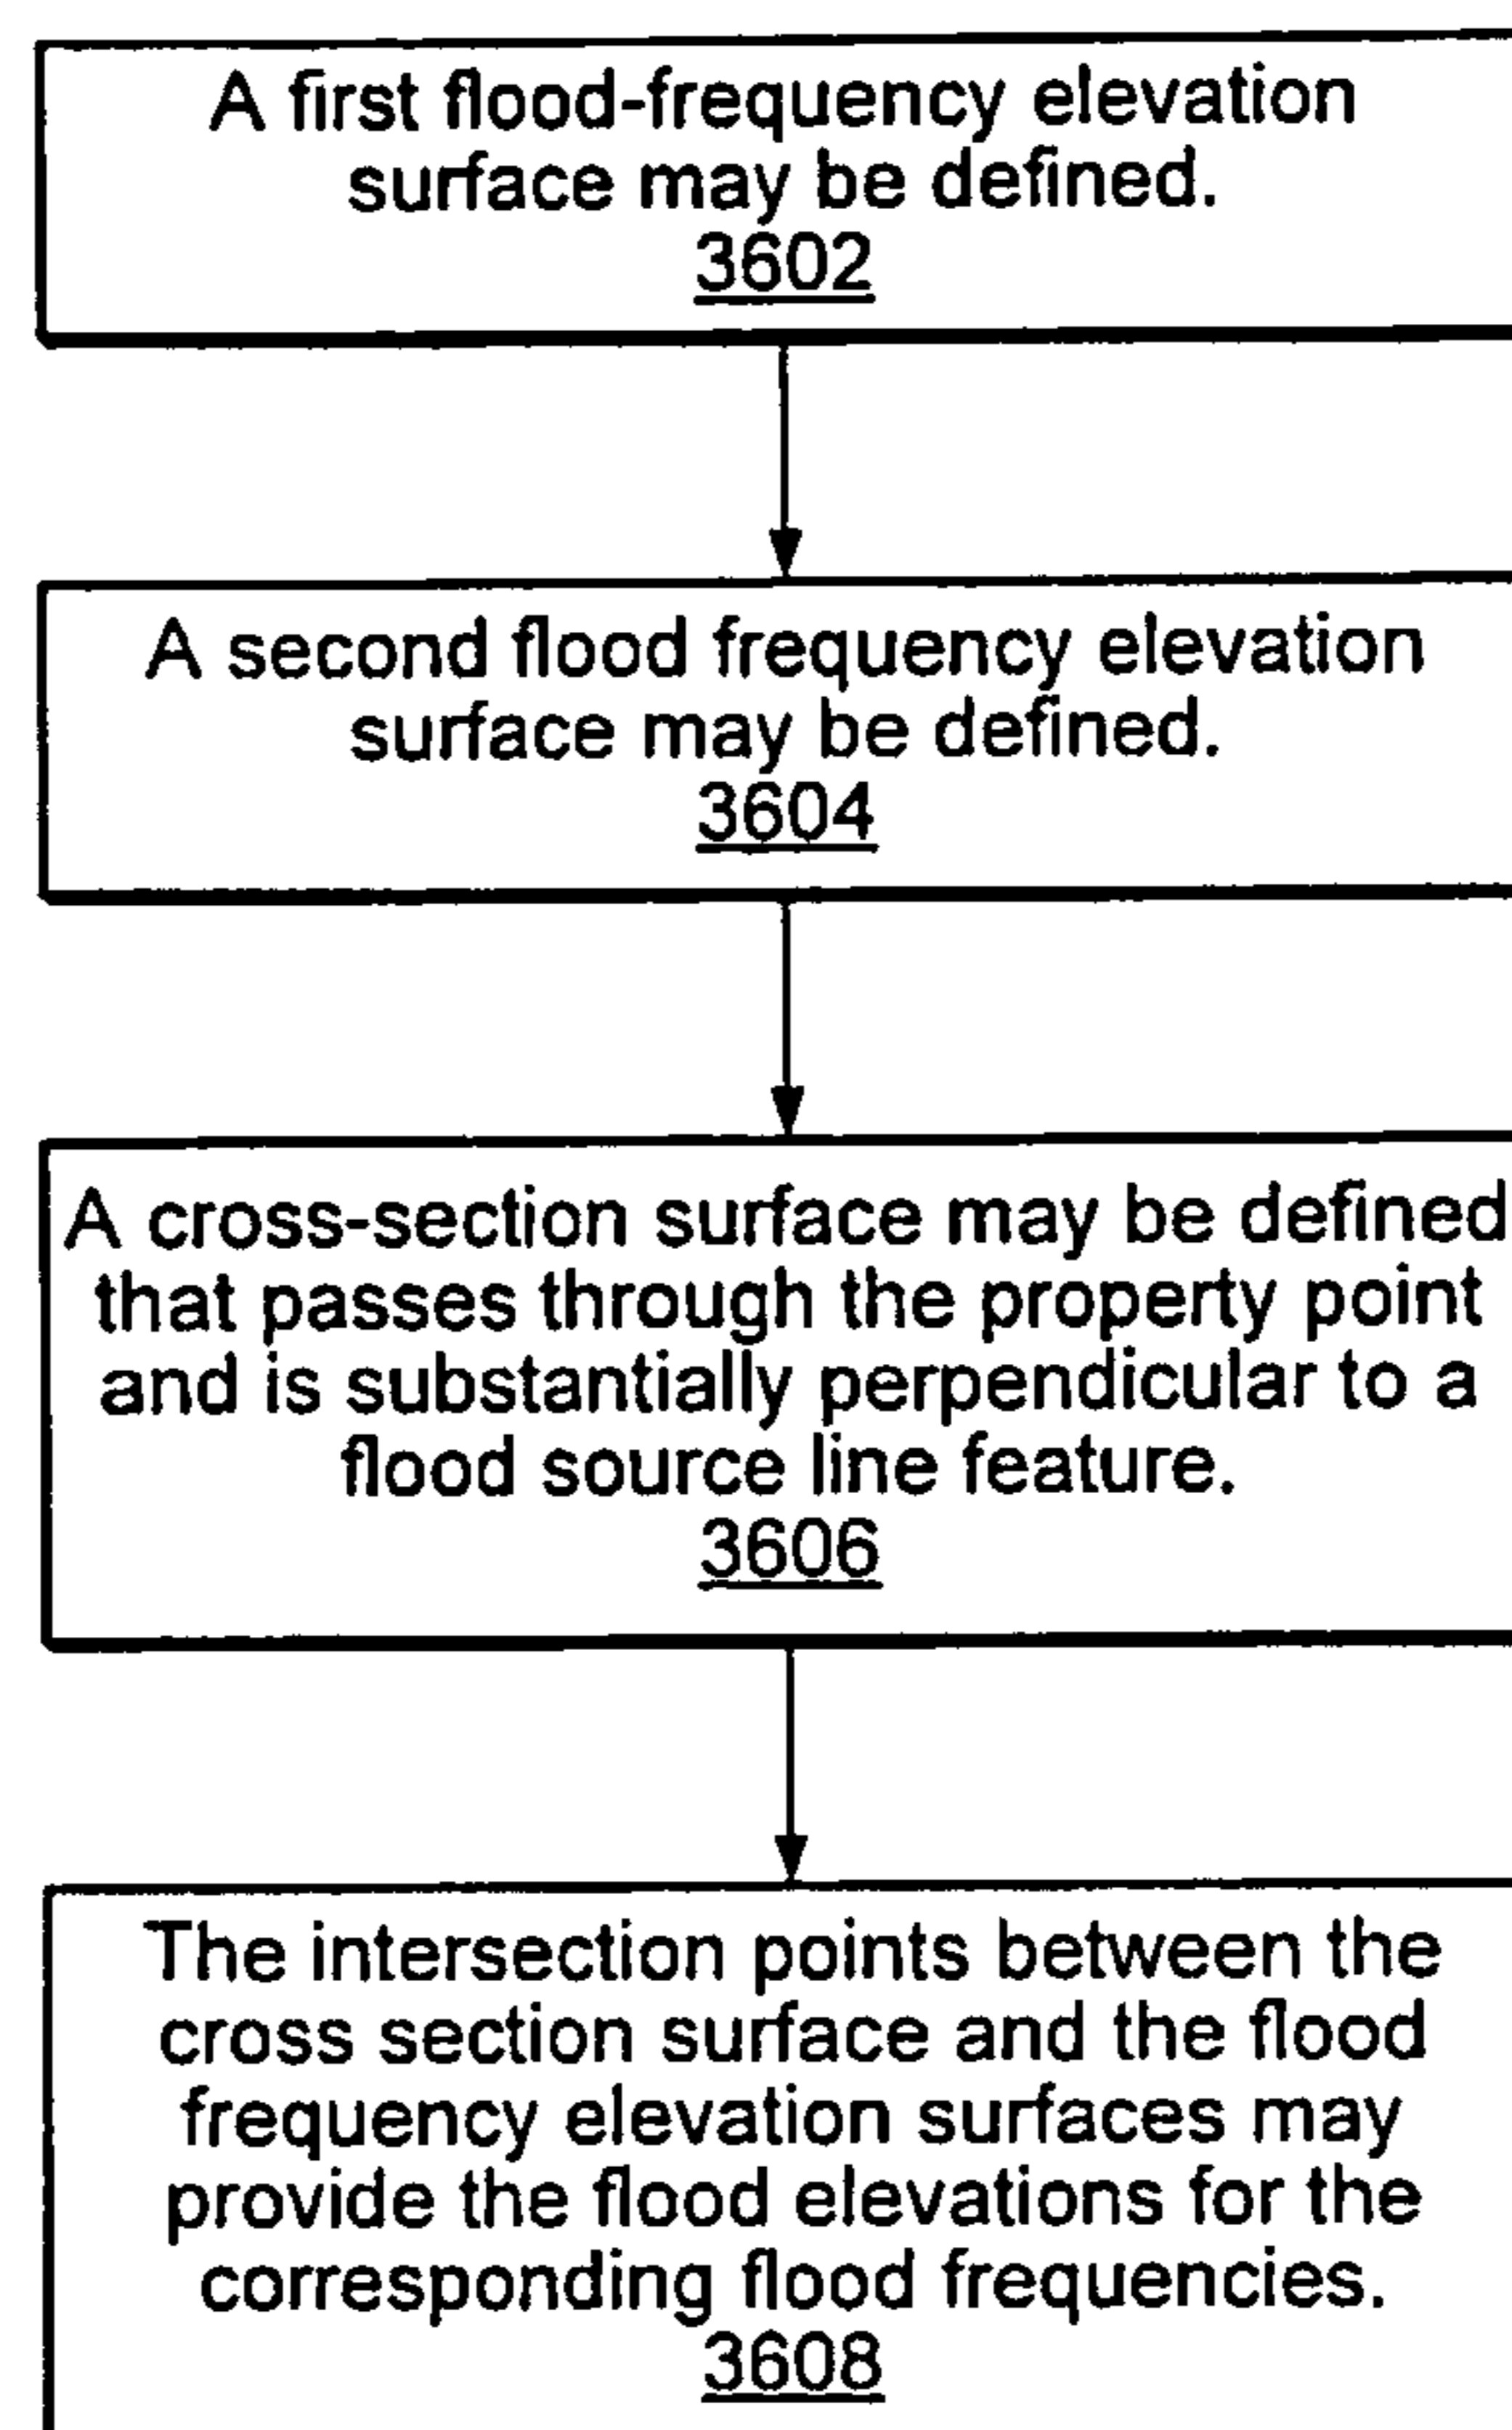 A first flood-frequency elevation
surface may be defined.
3602
A second flood frequency elevation
surface may be defined.
3604
A cross-section surface may be defined
that passes through the property point
and is substantially perpendicular to a
flood source line feature.
3606
The intersection points between the
cross section surface and the flood
frequency elevation surfaces may
provide the flood elevations for the
corresponding flood frequencies.
3608